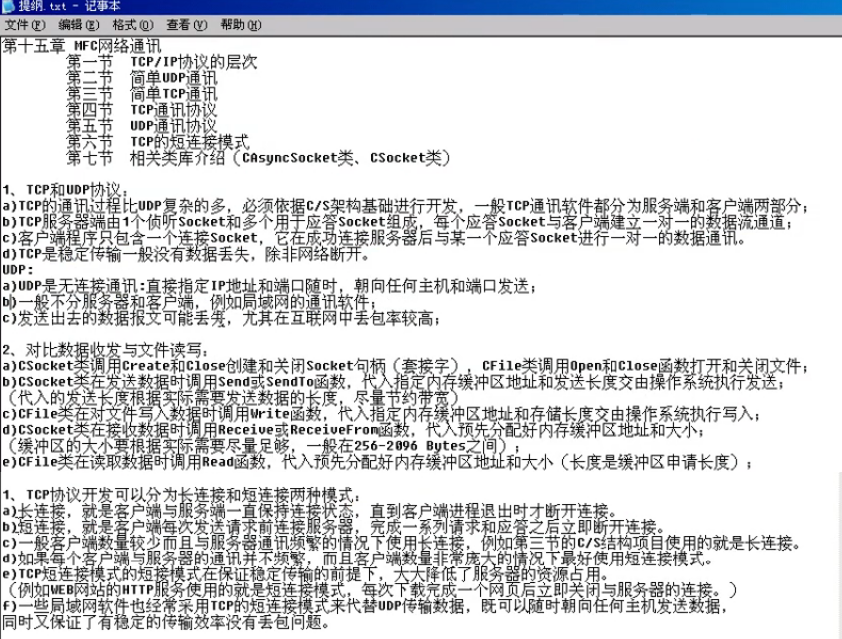 提纲.txt - 记事本
文件(F) 编辑(E) 格式(O) 查看(V) 帮助(H)
第十五章 MFC网络通讯
第一节 TCP/IP协议的层次
第二节 简单UDP通讯
第三节 简单TCP通讯
第四节 TCP通讯协议
第五节 UDP通讯协议
第六节 TCP的短连接模式
第七节 相关类库介绍（CAsyncSocket类、CSocket类）
1、TCP和UDP协议：
a)TCP的通讯过程比UDP复杂的多，必须依据C/S架构基础进行开发，一般TCP通讯软件都分为服务端和客户端两部分；
b)TCP服务器端由1个侦听Socket和多个用于应答Socket组成，每个应答Socket与客户端建立一对一的数据流通道；
c)客户端程序只包含一个连接Socket，它在成功连接服务器后与某一个应答Socket进行一对一的数据通讯。
d)TCP是稳定传输一般没有数据丢失，除非网络断开。
UDP:
a)UDP是无连接通讯:直接指定IP地址和端口随时，朝向任何主机和端口发送；
b)一般不分服务器和客户端，例如局域网的通讯软件；
c)发送出去的数据报文可能丢失，尤其在互联网中丢包率较高；
2、对比数据收发与文件读写：
a)CSocket类调用Create和Close创建和关闭Socket句柄（套接字），CFile类调用Open和Close函数打开和关闭文件；
b)CSocket类在发送数据时调用Send或SendTo函数，代入指定内存缓冲区地址和发送长度交由操作系统执行发送；
（代入的发送长度根据实际需要发送数据的长度，尽量节约带宽）
c)CFile类在对文件写入数据时调用Write函数，代入指定内存缓冲区地址和存储长度交由操作系统执行写入；
d)CSocket类在接收数据时调用Receive或ReceiveFrom函数，代入预先分配好内存缓冲区地址和大小；
（缓冲区的大小要根据实际需要尽量足够，一般在256-2096 Bytes之间）；
e)CFile类在读取数据时调用Read函数，代入预先分配好内存缓冲区地址和大小（长度是缓冲区申请长度）；
1、TCP协议开发可以分为长连接和短连接两种模式：
a)长连接，就是客户端与服务端一直保持连接状态，直到客户端进程退出时才断开连接。
b)短连接，就是客户端每次发送请求前连接服务器，完成一系列请求和应答之后立即断开连接。
c)一般客户端数量较少而且与服务器通讯频繁的情况下使用长连接，例如第三节的C/S结构项目使用的就是长连接。
d)如果每个客户端与服务器的通讯并不频繁，而且客户端数量非常庞大的情况下最好使用短连接模式。
e)TCP短连接模式的短接模式在保证稳定传输的前提下，大大降低了服务器的资源占用。
（例如WEB网站的HTTP服务使用的就是短连接模式，每次下载完成一个网页后立即关闭与服务器的连接。）
f)一些局域网软件也经常采用TCP的短连接模式来代替UDP传输数据，既可以随时朝向任何主机发送数据，
同时又保证了有稳定的传输效率没有丢包问题。